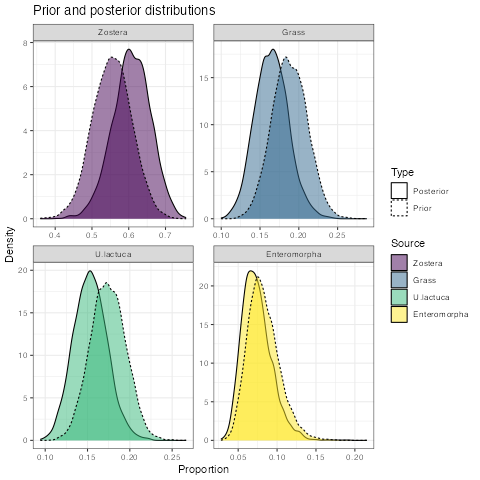 Prior and posterior distributions
Zostera
Grass
8
6
4
2
0
0.4 0.5 0.6 0.7
15
10
5
0
0.10 0.15 0.20 0.25
U.lactuca
Enteromorpha
20
15
10
5
0
0.10 0.15 0.20 0.25
20
15
10
5
0
0.05 0.10 0.15 0.20
Density
Proportion
Type
Posterior
Prior
Source
Zostera
Grass
U.lactuca
Enteromorpha